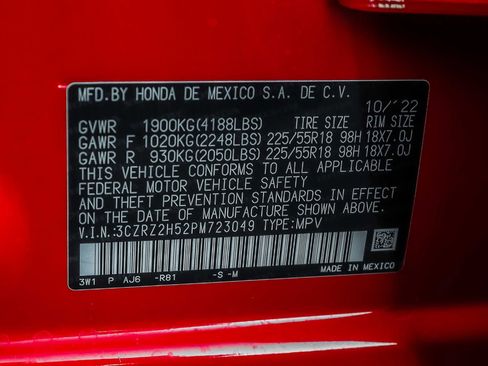 MFD.BY HONDA DE MEXICO S.A. DE C.V.
10/'22
GVWR 1900KG(4188LBS) TIRE SIZE RIM SIZE
GAWR F 1020KG(2248LBS) 225/55R18 98H 18X7.0J
GAWR R 930KG(2050LBS) 225/55R18 98H 18X7.0J
THIS VEHICLE CONFORMS TO ALL APPLICABLE
FEDERAL MOTOR VEHICLE SAFETY
AND THEFT PREVENTION STANDARDS IN EFFECT
ON THE DATE OF MANUFACTURE SHOWN ABOVE.
V.I.N.:3CZRZ2H52PM723049 TYPE:MPV
3W1 P AJ6 -R81 -S -M
MADE IN MEXICO